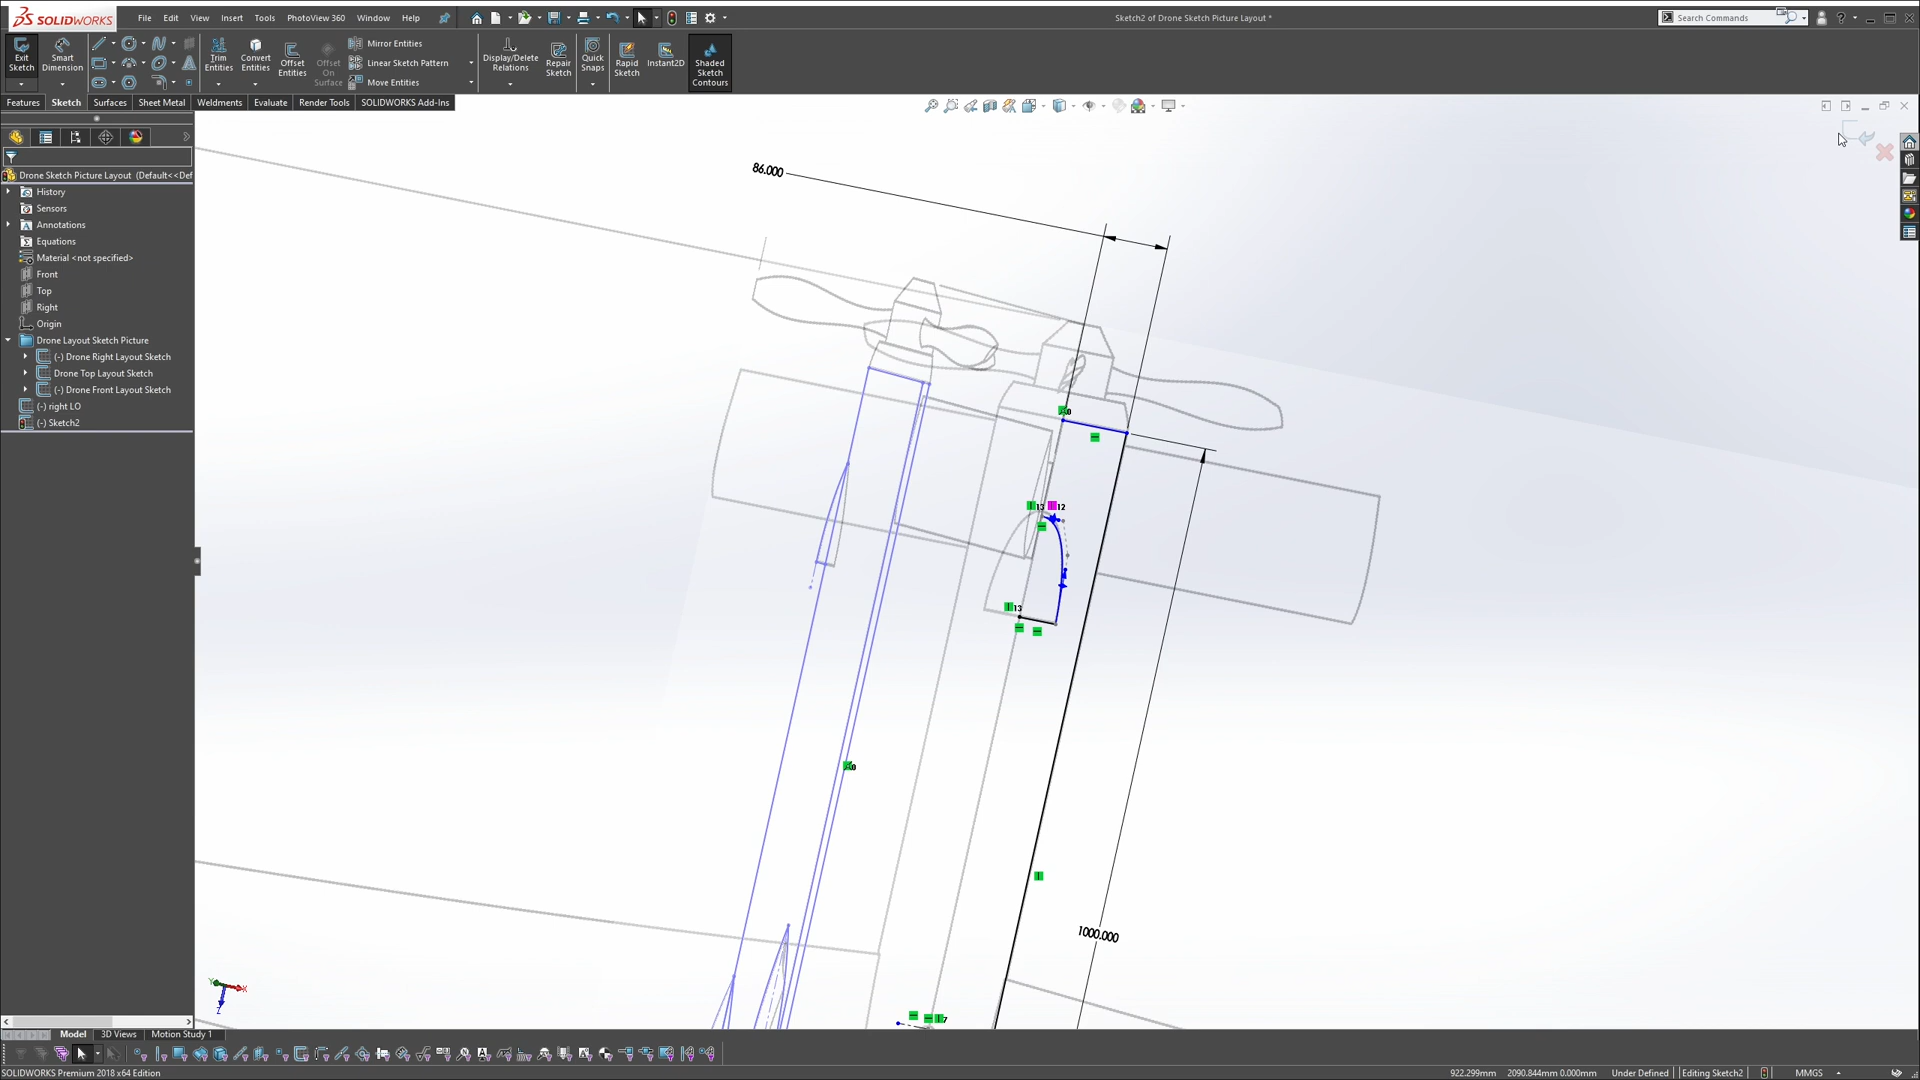 SOLIDWORKS File Edit View Insert Tools PhotoView 360 Window Help Sketch2 of Drone Sketch Picture Layout * Search Commands
Exit Sketch
Smart Dimension
Trim Entities
Convert Entities
Offset Entities
Offset On Surface
Mirror Entities
Linear Sketch Pattern
Move Entities
Display/Delete Relations
Repair Sketch
Quick Snaps
Rapid Sketch
Instant2D
Shaded Sketch Contours
Features Sketch Surfaces Sheet Metal Weldments Evaluate Render Tools SOLIDWORKS Add-Ins
Drone Sketch Picture Layout (Default<<Def
History
Sensors
Annotations
Equations
Material <not specified>
Front
Top
Right
Origin
Drone Layout Sketch Picture
(-) Drone Right Layout Sketch
Drone Top Layout Sketch
(-) Drone Front Layout Sketch
(-) right LO
(-) Sketch2
86.000
0
13 12
13
0
1000.000
7
Y X
Z
Model 3D Views Motion Study 1
SOLIDWORKS Premium 2018 x64 Edition 922.299mm 2090.844mm 0.000mm Under Defined Editing Sketch2 MMGS